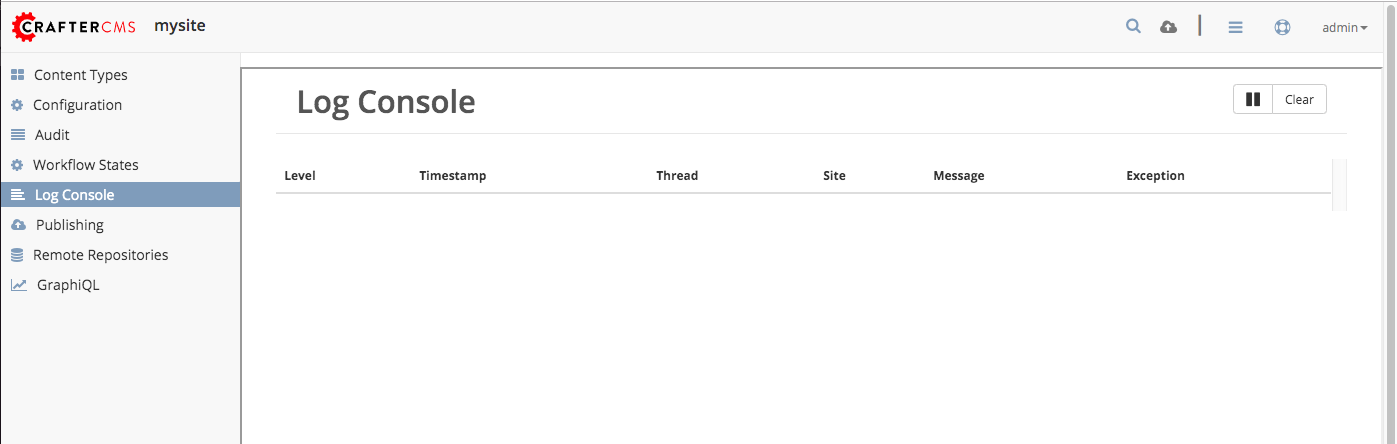 CRAFTERCMS mysite admin
Content Types
Configuration
Audit
Workflow States
Log Console
Publishing
Remote Repositories
GraphiQL
Log Console
Clear
Level Timestamp Thread Site Message Exception